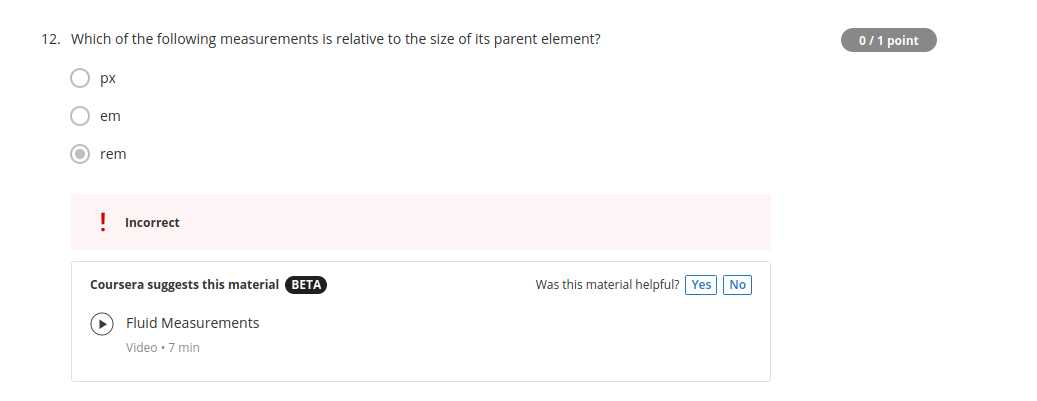 12. Which of the following measurements is relative to the size of its parent element?
0 / 1 point
px
em
rem
! Incorrect
Coursera suggests this material BETA
Was this material helpful? Yes No
Fluid Measurements
Video • 7 min